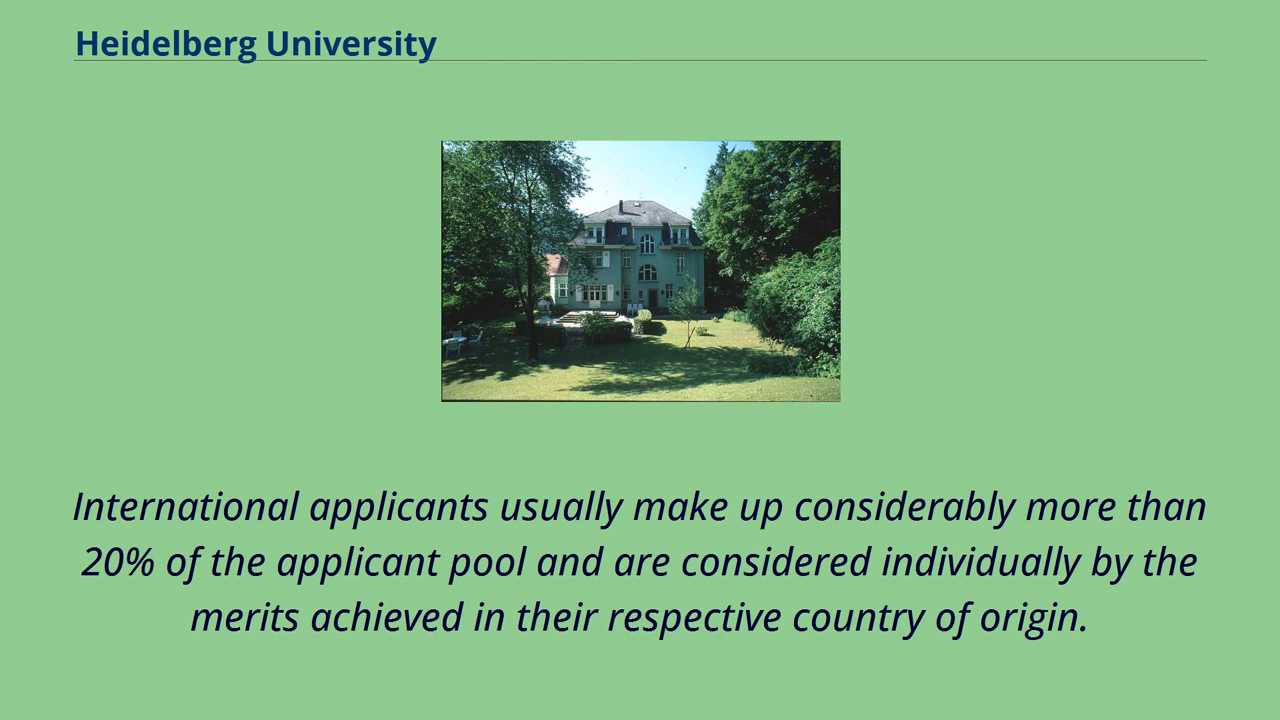 Heidelberg University
International applicants usually make up considerably more than
20% of the applicant pool and are considered individually by the
merits achieved in their respective country of origin.